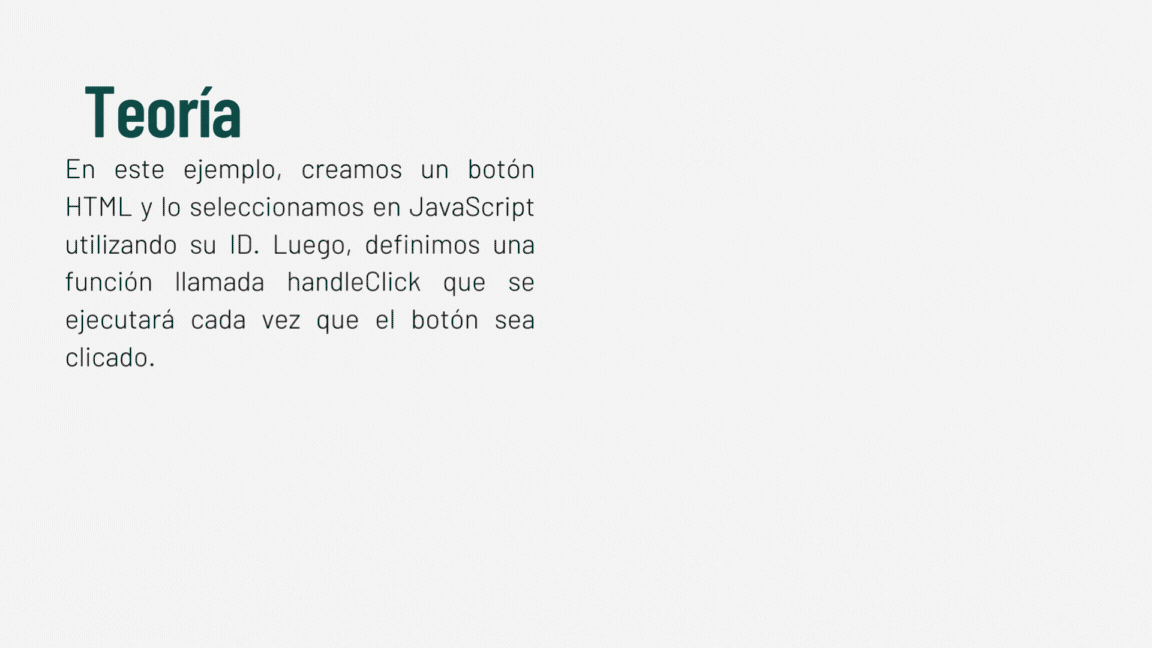 Teoría
En este ejemplo, creamos un botón
HTML y lo seleccionamos en JavaScript
utilizando su ID. Luego, definimos una
función llamada handleClick que se
ejecutará cada vez que el botón sea
clicado.